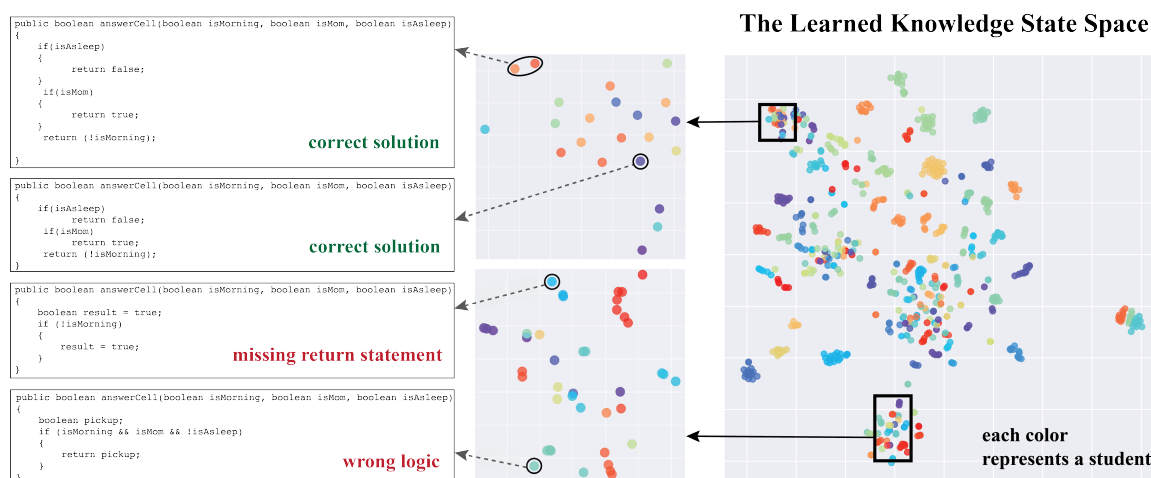 The Learned Knowledge State Space
public boolean answerCell(boolean isMorning, boolean isMom, boolean isAsleep)
{
if(isAsleep)
{
return false;
}
if(isMom)
{
return true;
}
return (!isMorning);
}
correct solution
public boolean answerCell(boolean isMorning, boolean isMom, boolean isAsleep)
{
if(isAsleep)
return false;
if(isMom)
return true;
return (!isMorning);
}
correct solution
public boolean answerCell(boolean isMorning, boolean isMom, boolean isAsleep)
{
boolean result = true;
if (!isMorning)
{
result = true;
}
}
missing return statement
public boolean answerCell(boolean isMorning, boolean isMom, boolean isAsleep)
{
boolean pickup;
if (isMorning && isMom && !isAsleep)
{
return pickup;
}
}
wrong logic
each color
represents a student